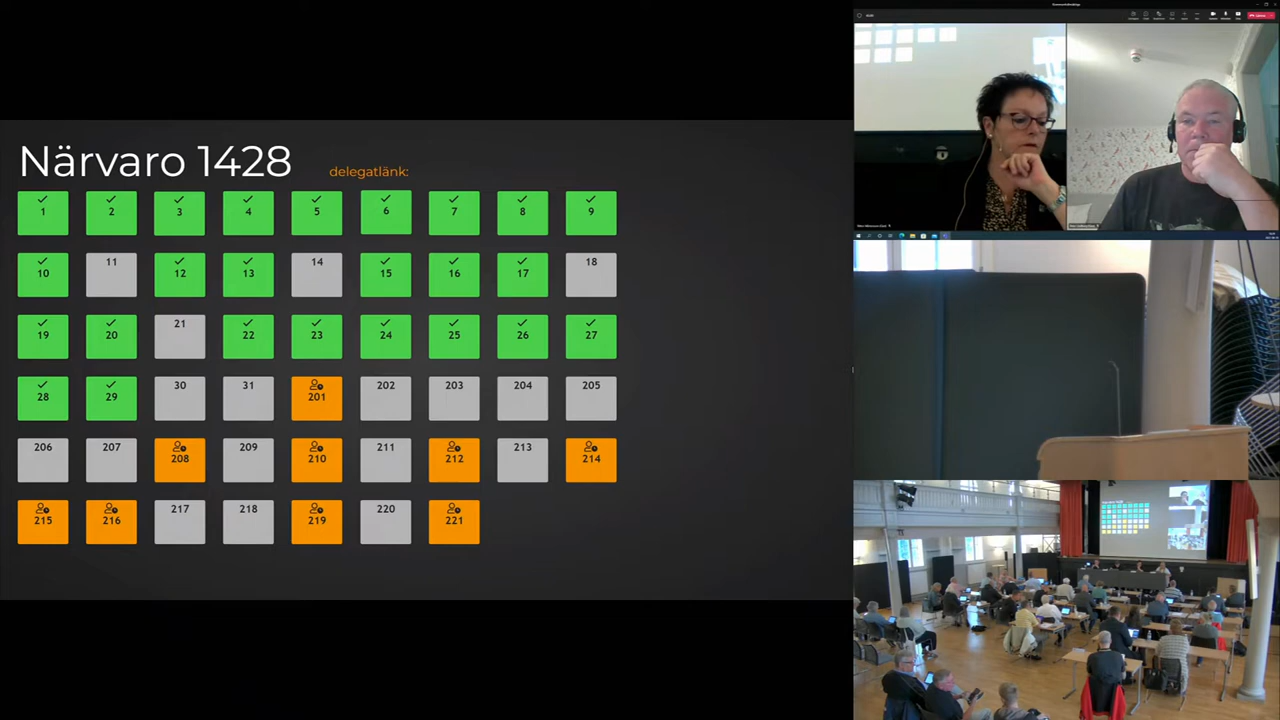 Närvaro 1428
delegatlänk:
1 2 3 4 5 6 7 8 9
10 11 12 13 14 15 16 17 18
19 20 21 22 23 24 25 26 27
28 29 30 31 201 202 203 204 205
206 207 208 209 210 211 212 213 214
215 216 217 218 219 220 221